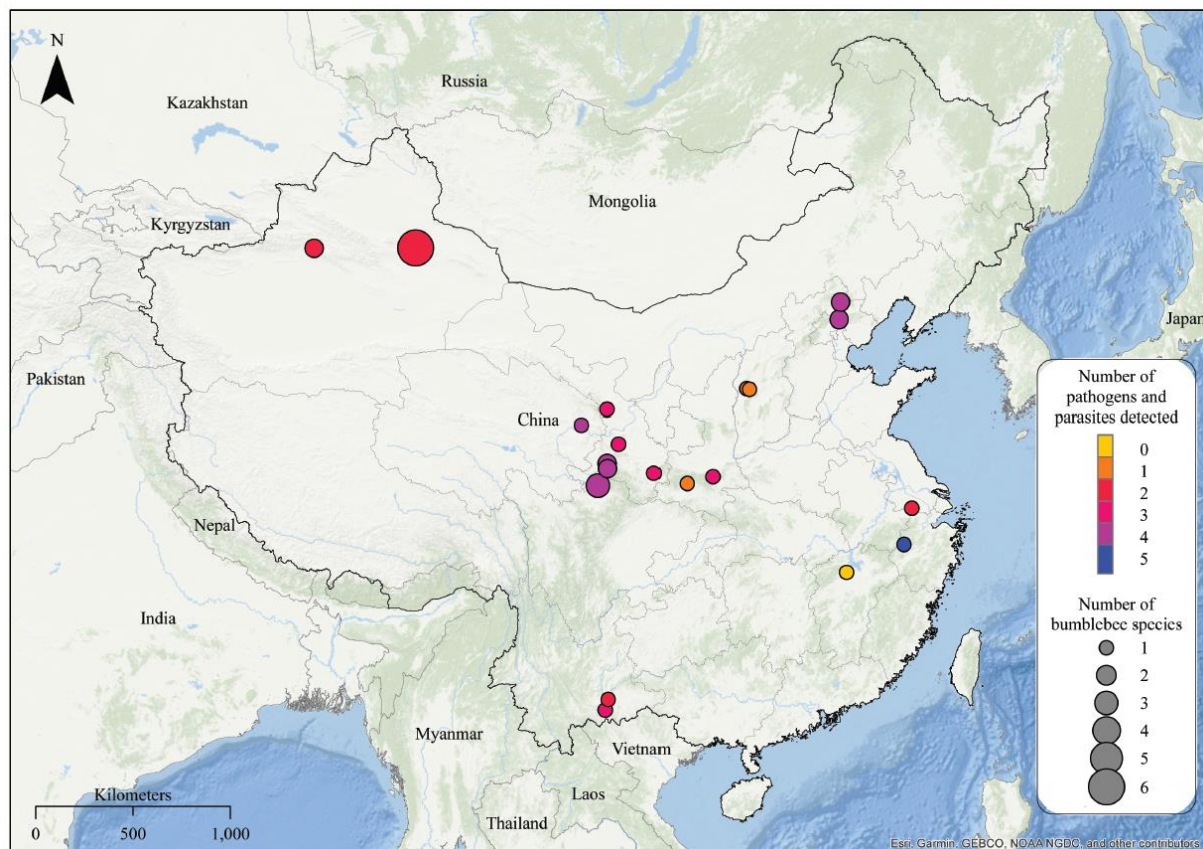 N
Russia
Kazakhstan
Mongolia
Kyrgyzstan
Japan
Pakistan
China
Nepal
India
Myanmar
Vietnam
Laos
Thailand
Number of
pathogens and
parasites detected
0
1
2
3
4
5
Number of
bumblebee species
1
2
3
4
5
6
Kilometers
0 500 1,000
Esri, Garmin, GEBCO, NOAA NGDC, and other contributors